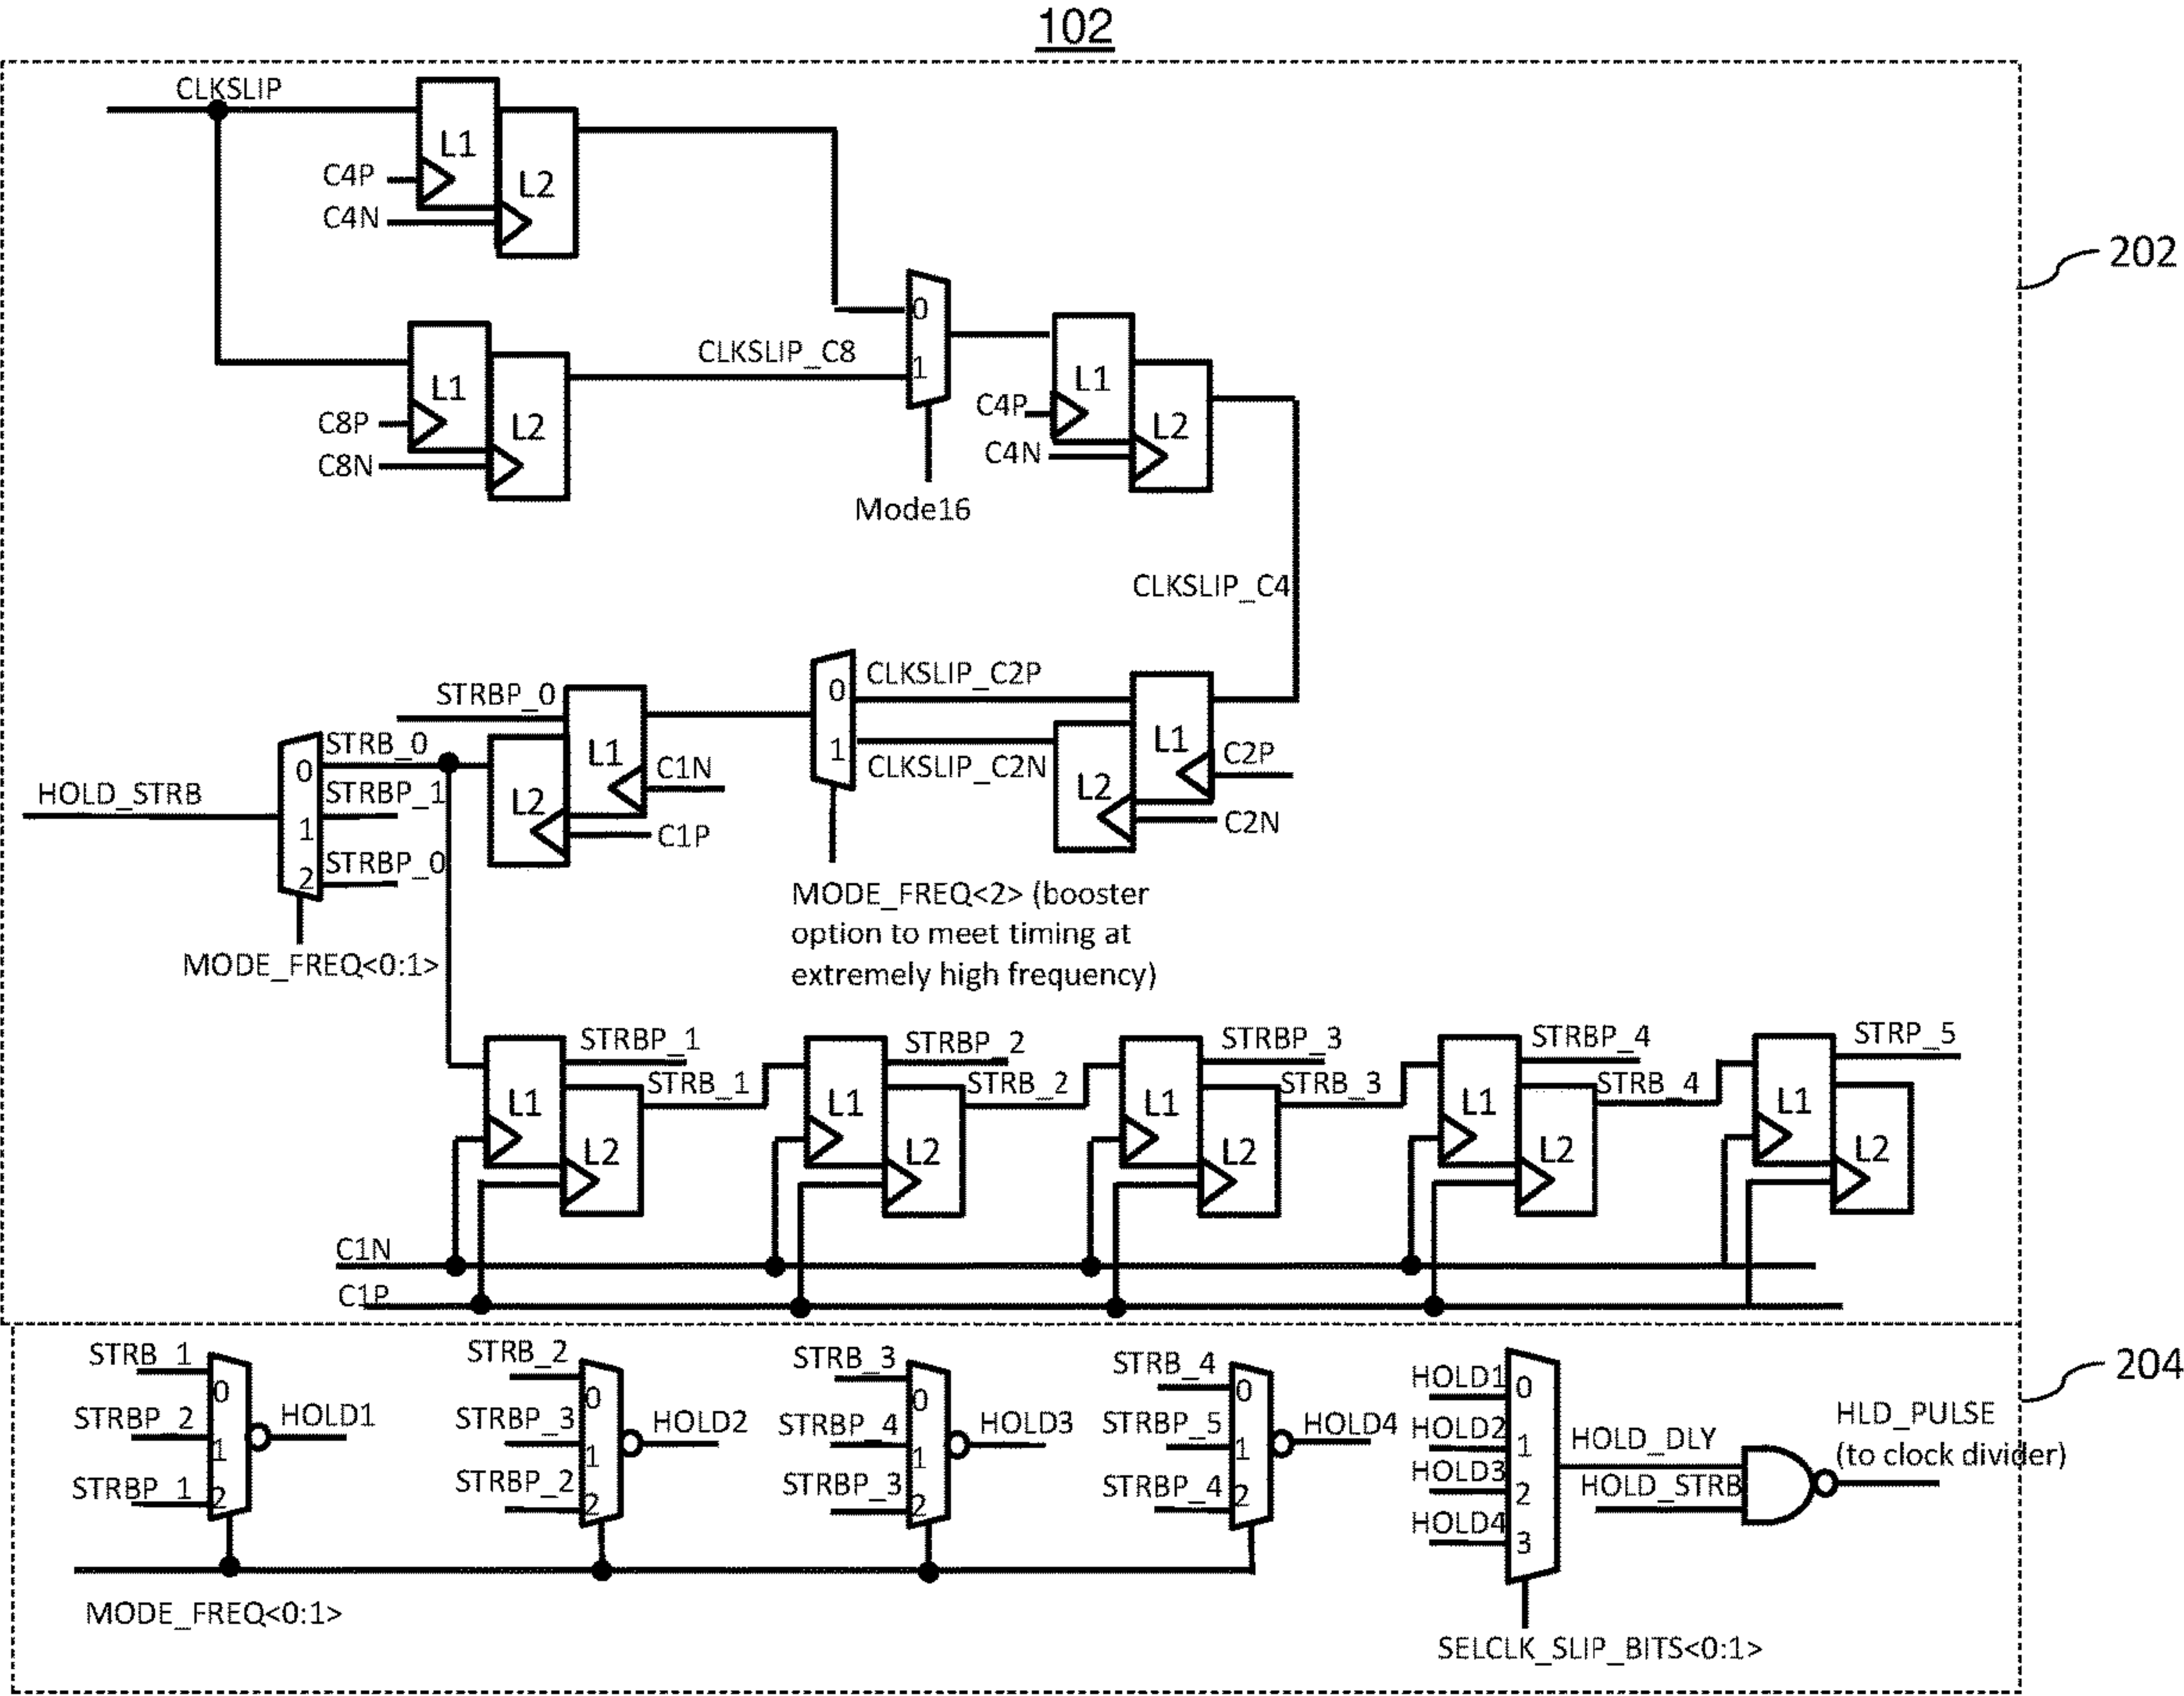 102
CLKSLIP
L1
C4P
L2
C4N
202
0
CLKSLIP_C8
1
L1
L1
C8P
L2
C4P
L2
C8N
C4N
Mode16
CLKSLIP_C4
STRBP_0
0
CLKSLIP_C2P
STRB_0
L1
L1
0
1
C2P
STRBP_1
C1N
CLKSLIP_C2N
HOLD_STRB
L2
L2
1
C1P
C2N
STRBP_0
2
MODE_FREQ<2> (booster
option to meet timing at
extremely high frequency)
MODE_FREQ<0:1>
STRBP_1
STRBP_2
STRBP_3
STRBP_4
STRP_5
L1
STRB_1
L1
STRB_2
L1
STRB_3
L1
STRB_4
L1
L2
L2
L2
L2
L2
C1N
C1P
STRB_1
STRB_2
STRB_3
STRB_4
204
0
0
0
0
HOLD1
0
STRBP_2
HOLD1
STRBP_3
HOLD2
STRBP_4
HOLD3
STRBP_5
HOLD4
HOLD2
HOLD_DLY
HLD_PULSE
(to clock divider)
1
1
1
1
1
HOLD3
HOLD_STRB
STRBP_1
2
STRBP_2
2
STRBP_3
2
STRBP_4
2
2
HOLD4
3
MODE_FREQ<0:1>
SELCLK_SLIP_BITS<0:1>